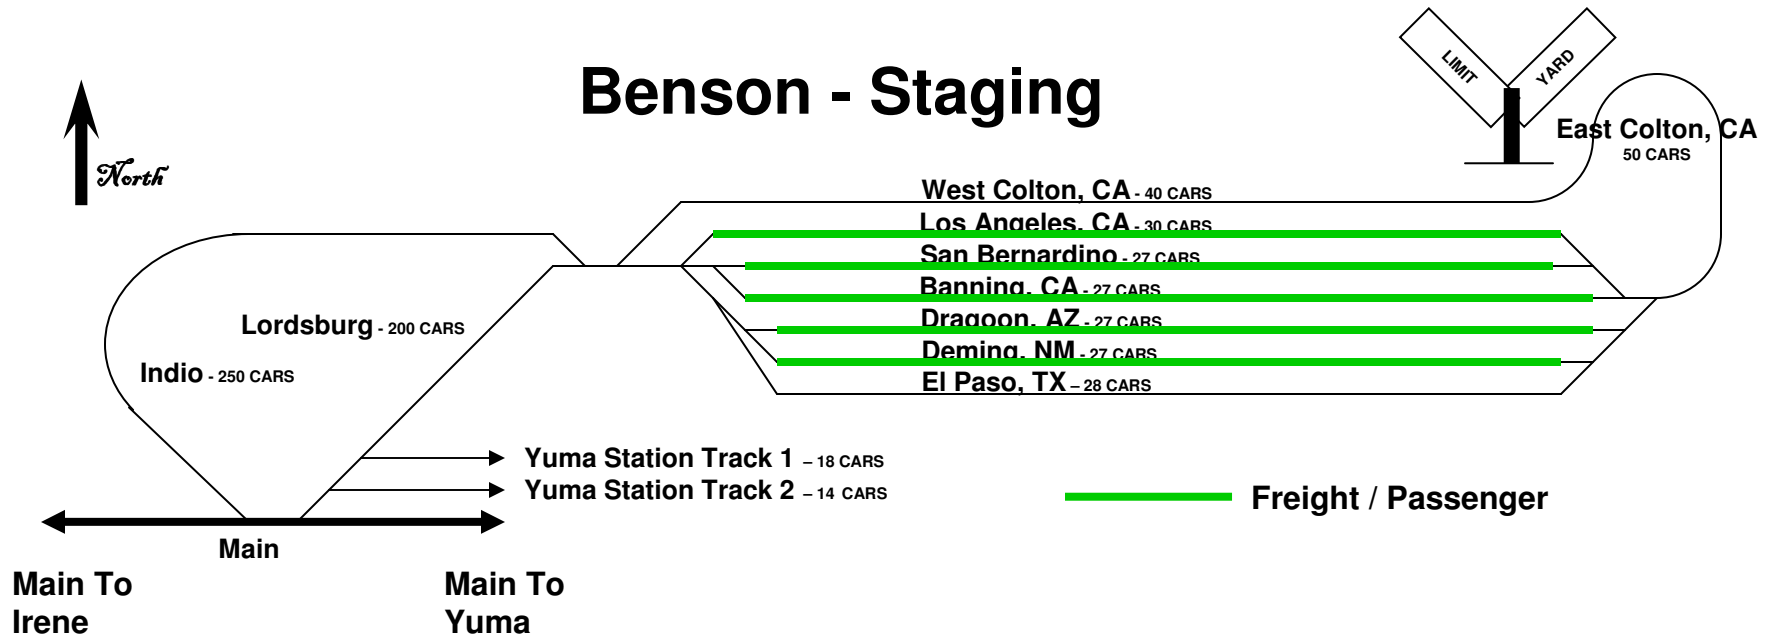 Benson - Staging
LIMIT
YARD
North
East Colton, CA
50 CARS
West Colton, CA - 40 CARS
Los Angeles, CA - 30 CARS
San Bernardino - 27 CARS
Banning, CA - 27 CARS
Dragoon, AZ - 27 CARS
Deming, NM - 27 CARS
El Paso, TX – 28 CARS
Lordsburg - 200 CARS
Indio - 250 CARS
Yuma Station Track 1 – 18 CARS
Yuma Station Track 2 – 14 CARS
Freight / Passenger
Main
Main To
Irene
Main To
Yuma